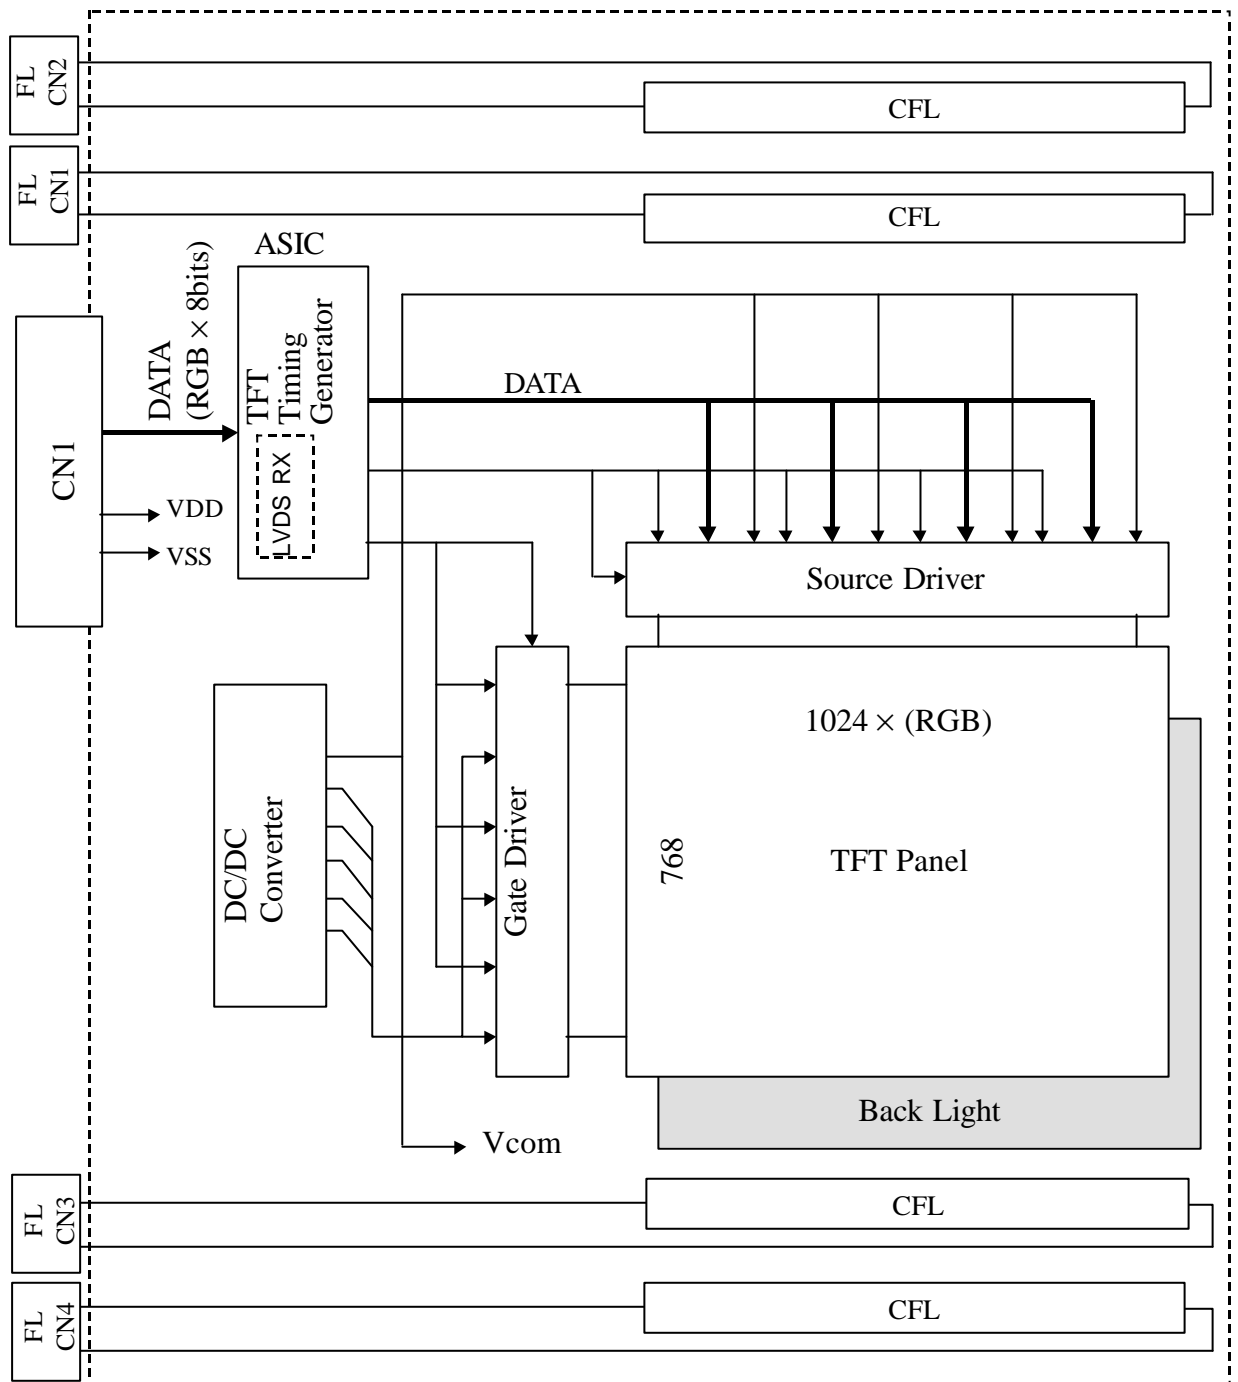 FL
CN2
CFL
FL
CN1
CFL
ASIC
DATA
(RGB × 8bits)
TFT
Timing
Generator
LVDS RX
DATA
CN1
VDD
VSS
Source Driver
1024 × (RGB)
768
TFT Panel
DC/DC
Converter
Gate Driver
Back Light
Vcom
FL
CN3
CFL
FL
CN4
CFL